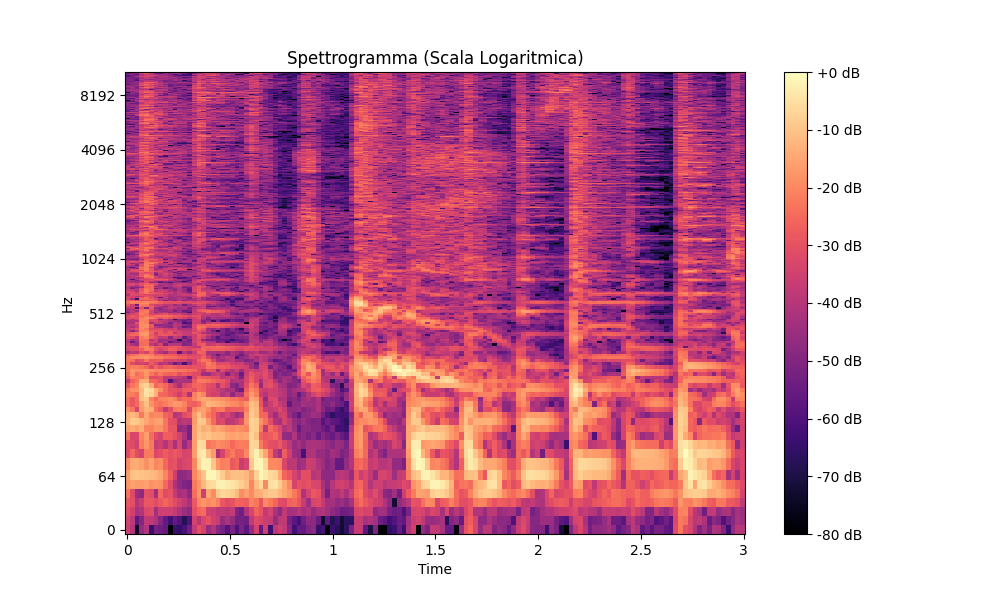 Spettrogramma (Scala Logaritmica)
Hz
8192
4096
2048
1024
512
256
128
64
0
0
0.5
1
1.5
2
2.5
3
Time
+0 dB
-10 dB
-20 dB
-30 dB
-40 dB
-50 dB
-60 dB
-70 dB
-80 dB